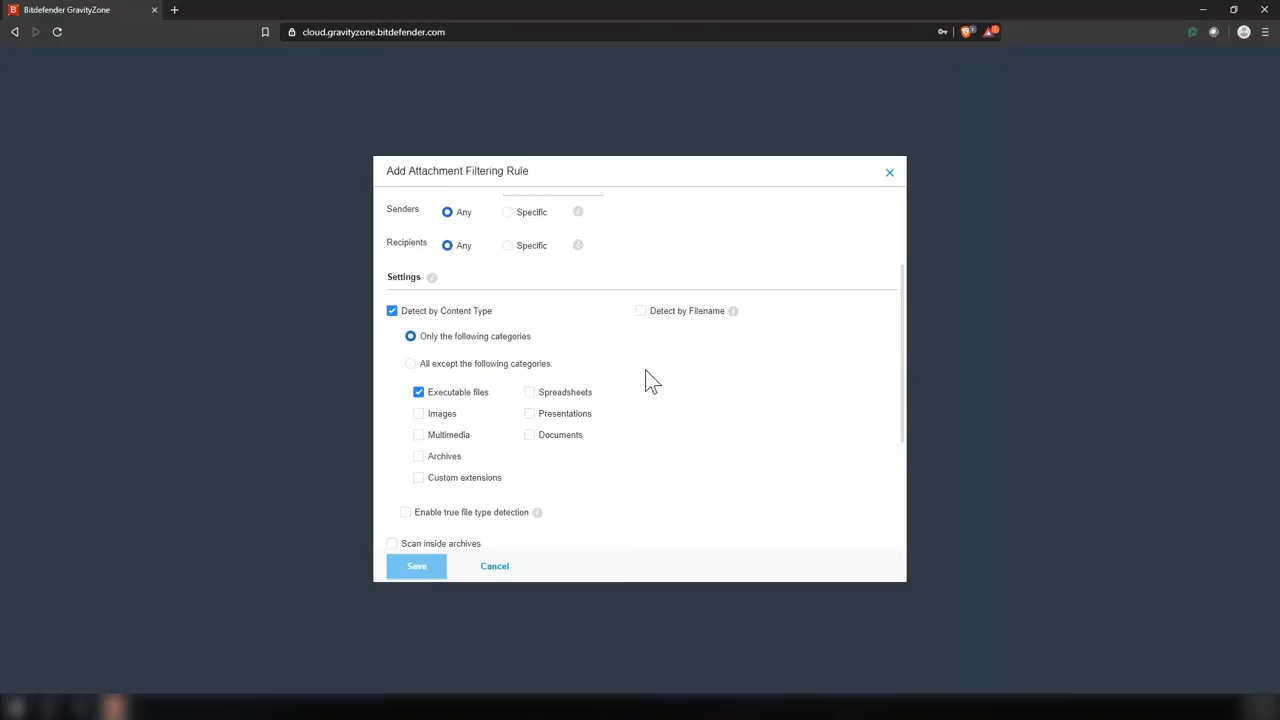 Bitdefender GravityZone
cloud.gravityzone.bitdefender.com
Add Attachment Filtering Rule
Senders Any Specific
Recipients Any Specific
Settings
Detect by Content Type Detect by Filename
Only the following categories
All except the following categories:
Executable files Spreadsheets
Images Presentations
Multimedia Documents
Archives
Custom extensions
Enable true file type detection
Scan inside archives
Save Cancel